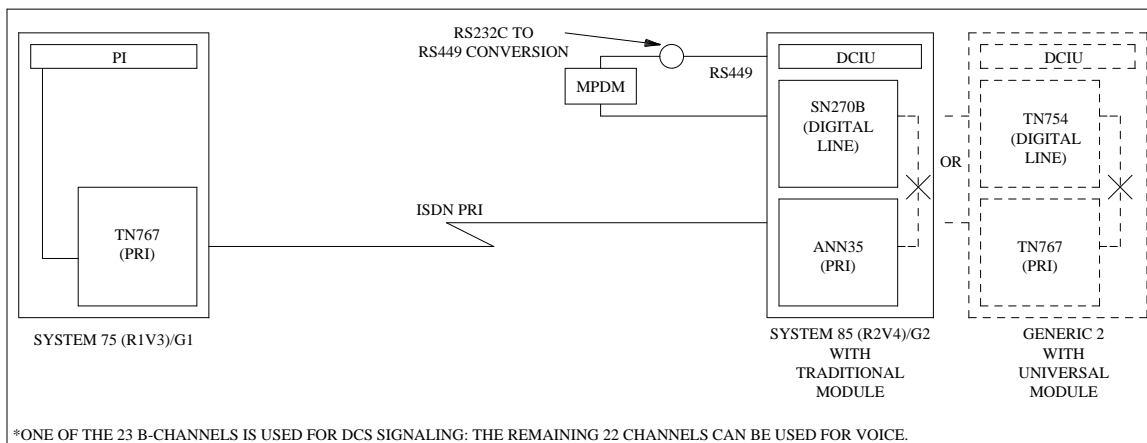 PI
TN767
(PRI)
SYSTEM 75 (R1V3)/G1
ISDN PRI
RS232C TO
RS449 CONVERSION
MPDM
RS449
DCIU
SN270B
(DIGITAL
LINE)
ANN35
(PRI)
SYSTEM 85 (R2V4)/G2
WITH
TRADITIONAL
MODULE
OR
DCIU
TN754
(DIGITAL
LINE)
TN767
(PRI)
GENERIC 2
WITH
UNIVERSAL
MODULE
*ONE OF THE 23 B-CHANNELS IS USED FOR DCS SIGNALING: THE REMAINING 22 CHANNELS CAN BE USED FOR VOICE.